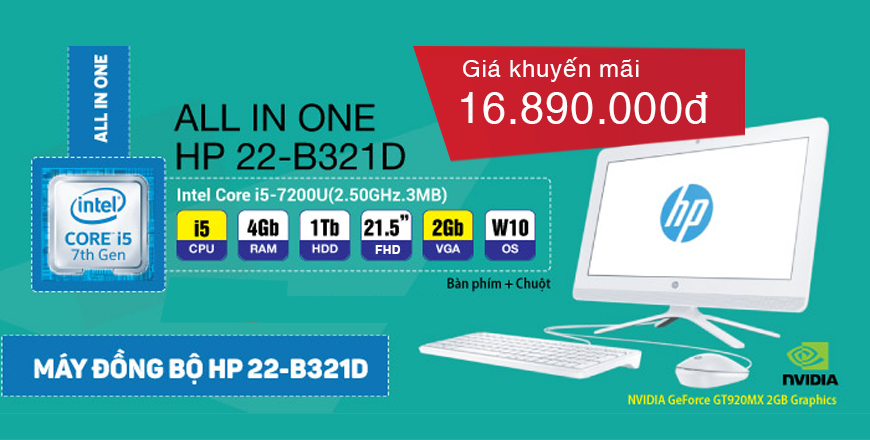 ALL IN ONE
intel
CORE i5
7th Gen
ALL IN ONE
HP 22-B321D
Giá khuyến mãi
16.890.000đ
Intel Core i5-7200U(2.50GHz.3MB)
i5 4Gb 1Tb 21.5” 2Gb W10
CPU RAM HDD FHD VGA OS
Bàn phím + Chuột
hp
MÁY ĐỒNG BỘ HP 22-B321D
NVIDIA
NVIDIA GeForce GT920MX 2GB Graphics